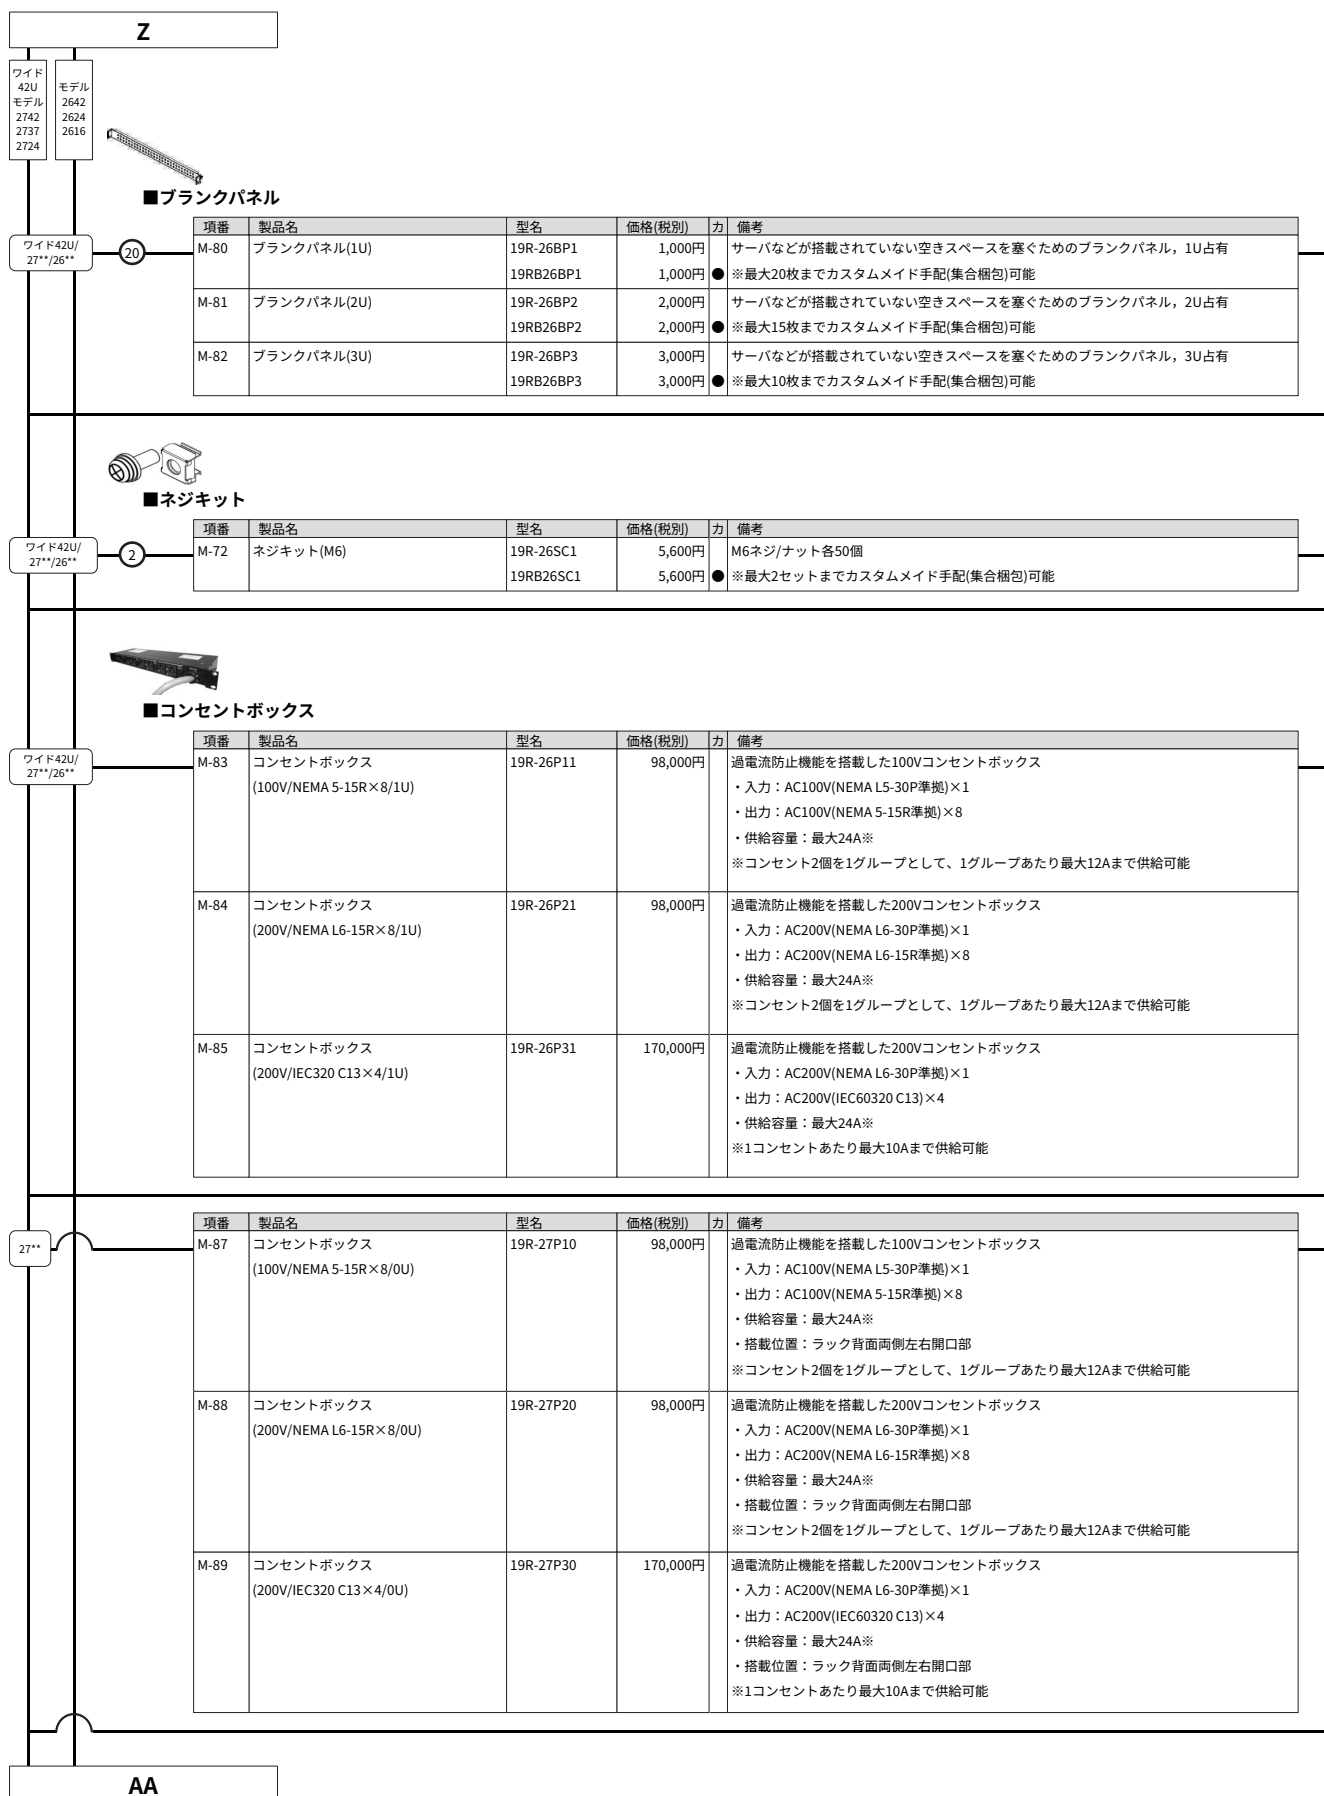 Z
ワイド
42U
モデル
2742
2737
2724
モデル
2642
2624
2616
■ブランクパネル
項番 製品名 型名 価格(税別) カ 備考
ワイド42U/
27**/26**
20
M-80 ブランクパネル(1U) 19R-26BP1 1,000円 サーバなどが搭載されていない空きスペースを塞ぐためのブランクパネル，1U占有
19RB26BP1 1,000円 ● ※最大20枚までカスタムメイド手配(集合梱包)可能
M-81 ブランクパネル(2U) 19R-26BP2 2,000円 サーバなどが搭載されていない空きスペースを塞ぐためのブランクパネル，2U占有
19RB26BP2 2,000円 ● ※最大15枚までカスタムメイド手配(集合梱包)可能
M-82 ブランクパネル(3U) 19R-26BP3 3,000円 サーバなどが搭載されていない空きスペースを塞ぐためのブランクパネル，3U占有
19RB26BP3 3,000円 ● ※最大10枚までカスタムメイド手配(集合梱包)可能
■ネジキット
項番 製品名 型名 価格(税別) カ 備考
ワイド42U/
27**/26**
2
M-72 ネジキット(M6) 19R-26SC1 5,600円 M6ネジ/ナット各50個
19RB26SC1 5,600円 ● ※最大2セットまでカスタムメイド手配(集合梱包)可能
■コンセントボックス
項番 製品名 型名 価格(税別) カ 備考
ワイド42U/
27**/26**
M-83 コンセントボックス 19R-26P11 98,000円 過電流防止機能を搭載した100Vコンセントボックス
(100V/NEMA 5-15R×8/1U) ・入力：AC100V(NEMA L5-30P準拠)×1
・出力：AC100V(NEMA 5-15R準拠)×8
・供給容量：最大24A※
※コンセント2個を1グループとして、1グループあたり最大12Aまで供給可能
M-84 コンセントボックス 19R-26P21 98,000円 過電流防止機能を搭載した200Vコンセントボックス
(200V/NEMA L6-15R×8/1U) ・入力：AC200V(NEMA L6-30P準拠)×1
・出力：AC200V(NEMA L6-15R準拠)×8
・供給容量：最大24A※
※コンセント2個を1グループとして、1グループあたり最大12Aまで供給可能
M-85 コンセントボックス 19R-26P31 170,000円 過電流防止機能を搭載した200Vコンセントボックス
(200V/IEC320 C13×4/1U) ・入力：AC200V(NEMA L6-30P準拠)×1
・出力：AC200V(IEC60320 C13)×4
・供給容量：最大24A※
※1コンセントあたり最大10Aまで供給可能
項番 製品名 型名 価格(税別) カ 備考
27**
M-87 コンセントボックス 19R-27P10 98,000円 過電流防止機能を搭載した100Vコンセントボックス
(100V/NEMA 5-15R×8/0U) ・入力：AC100V(NEMA L5-30P準拠)×1
・出力：AC100V(NEMA 5-15R準拠)×8
・供給容量：最大24A※
・搭載位置：ラック背面両側左右開口部
※コンセント2個を1グループとして、1グループあたり最大12Aまで供給可能
M-88 コンセントボックス 19R-27P20 98,000円 過電流防止機能を搭載した200Vコンセントボックス
(200V/NEMA L6-15R×8/0U) ・入力：AC200V(NEMA L6-30P準拠)×1
・出力：AC200V(NEMA L6-15R準拠)×8
・供給容量：最大24A※
・搭載位置：ラック背面両側左右開口部
※コンセント2個を1グループとして、1グループあたり最大12Aまで供給可能
M-89 コンセントボックス 19R-27P30 170,000円 過電流防止機能を搭載した200Vコンセントボックス
(200V/IEC320 C13×4/0U) ・入力：AC200V(NEMA L6-30P準拠)×1
・出力：AC200V(IEC60320 C13)×4
・供給容量：最大24A※
・搭載位置：ラック背面両側左右開口部
※1コンセントあたり最大10Aまで供給可能
AA